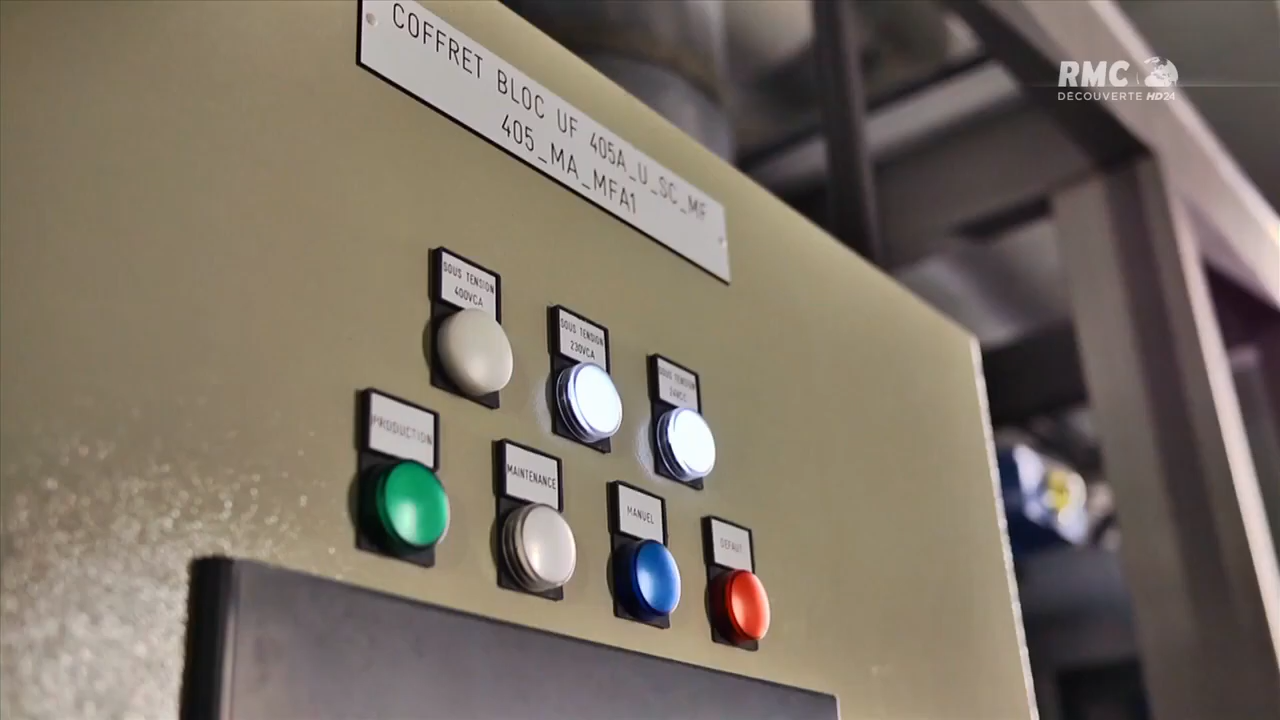 COFFRET BLOC UF 405A_U_SC_MF
405_MA_MFA1
RMC
DÉCOUVERTE HD24
SOUS TENSION
400VCA
SOUS TENSION
230VCA
SOUS TENSION
PRODUCTION
MAINTENANCE
MANUEL
DEFAUT